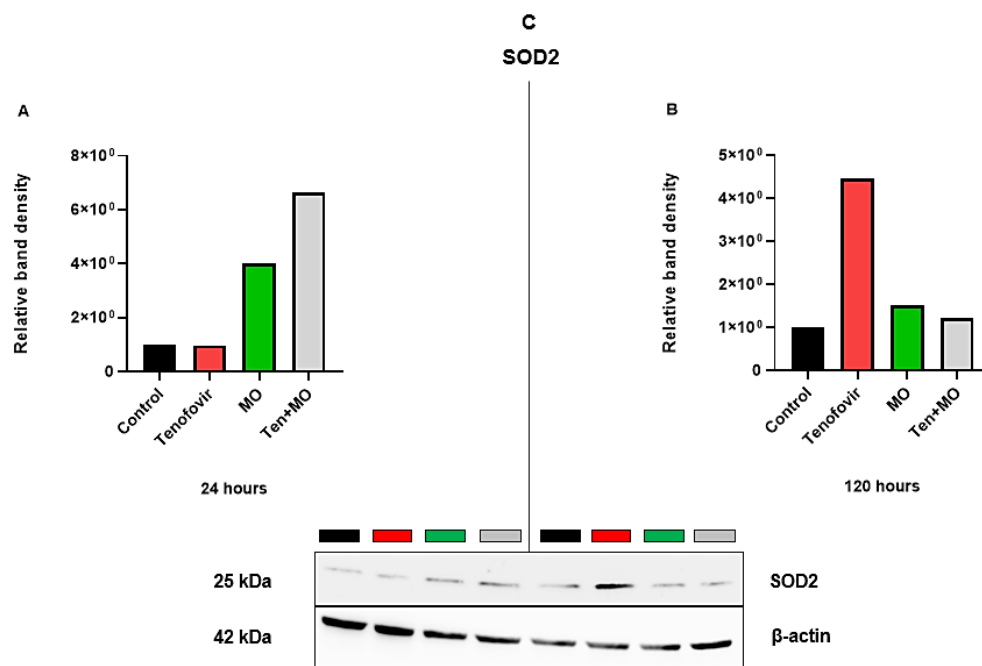 C
SOD2
A
Relative band density
8×10⁰
6×10⁰
4×10⁰
2×10⁰
0
Control
Tenofovir
MO
Ten+MO
24 hours
B
Relative band density
5×10⁰
4×10⁰
3×10⁰
2×10⁰
1×10⁰
0
Control
Tenofovir
MO
Ten+MO
120 hours
25 kDa
SOD2
42 kDa
β-actin